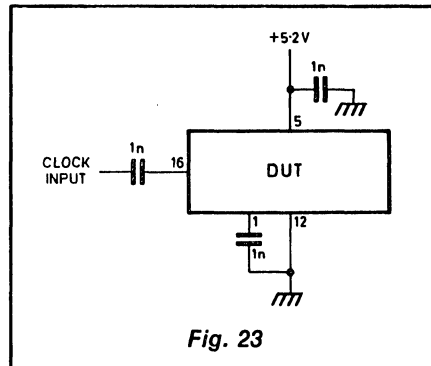 +5·2V
1n
5
1n
16
CLOCK
INPUT
DUT
1
12
1n
Fig. 23